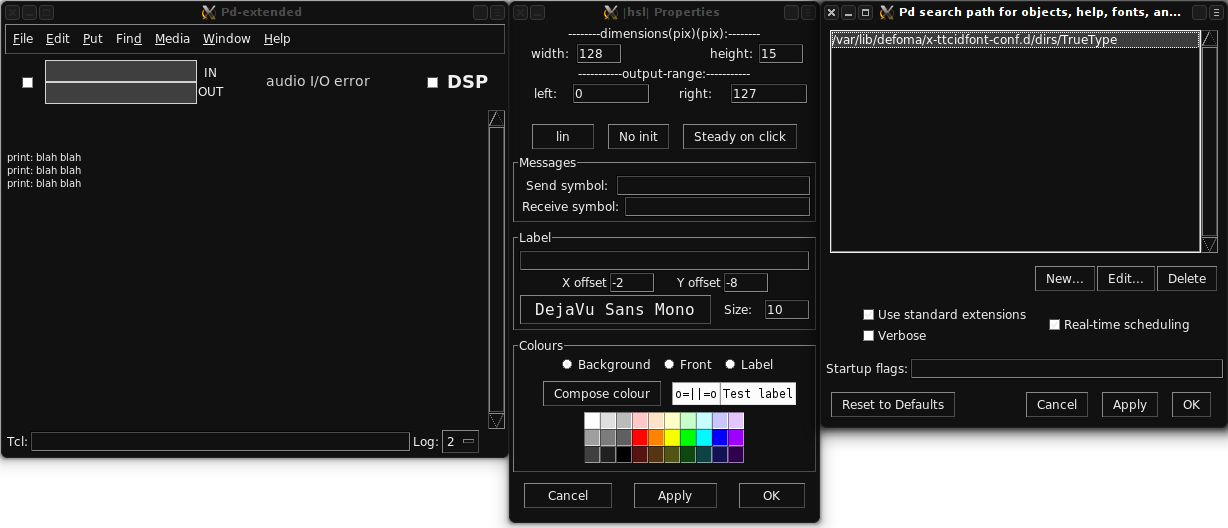 Pd-extended
File Edit Put Find Media Window Help
IN
OUT
audio I/O error
DSP
print: blah blah
print: blah blah
print: blah blah
Tcl:
Log: 2
|hsl| Properties
--------dimensions(pix)(pix):--------
width: 128 height: 15
-----------output-range:-----------
left: 0 right: 127
lin No init Steady on click
Messages
Send symbol:
Receive symbol:
Label
X offset -2 Y offset -8
DejaVu Sans Mono Size: 10
Colours
Background Front Label
Compose colour o=||=o Test label
Cancel Apply OK
Pd search path for objects, help, fonts, an...
/var/lib/defoma/x-ttcidfont-conf.d/dirs/TrueType
New... Edit... Delete
Use standard extensions
Verbose
Real-time scheduling
Startup flags:
Reset to Defaults Cancel Apply OK